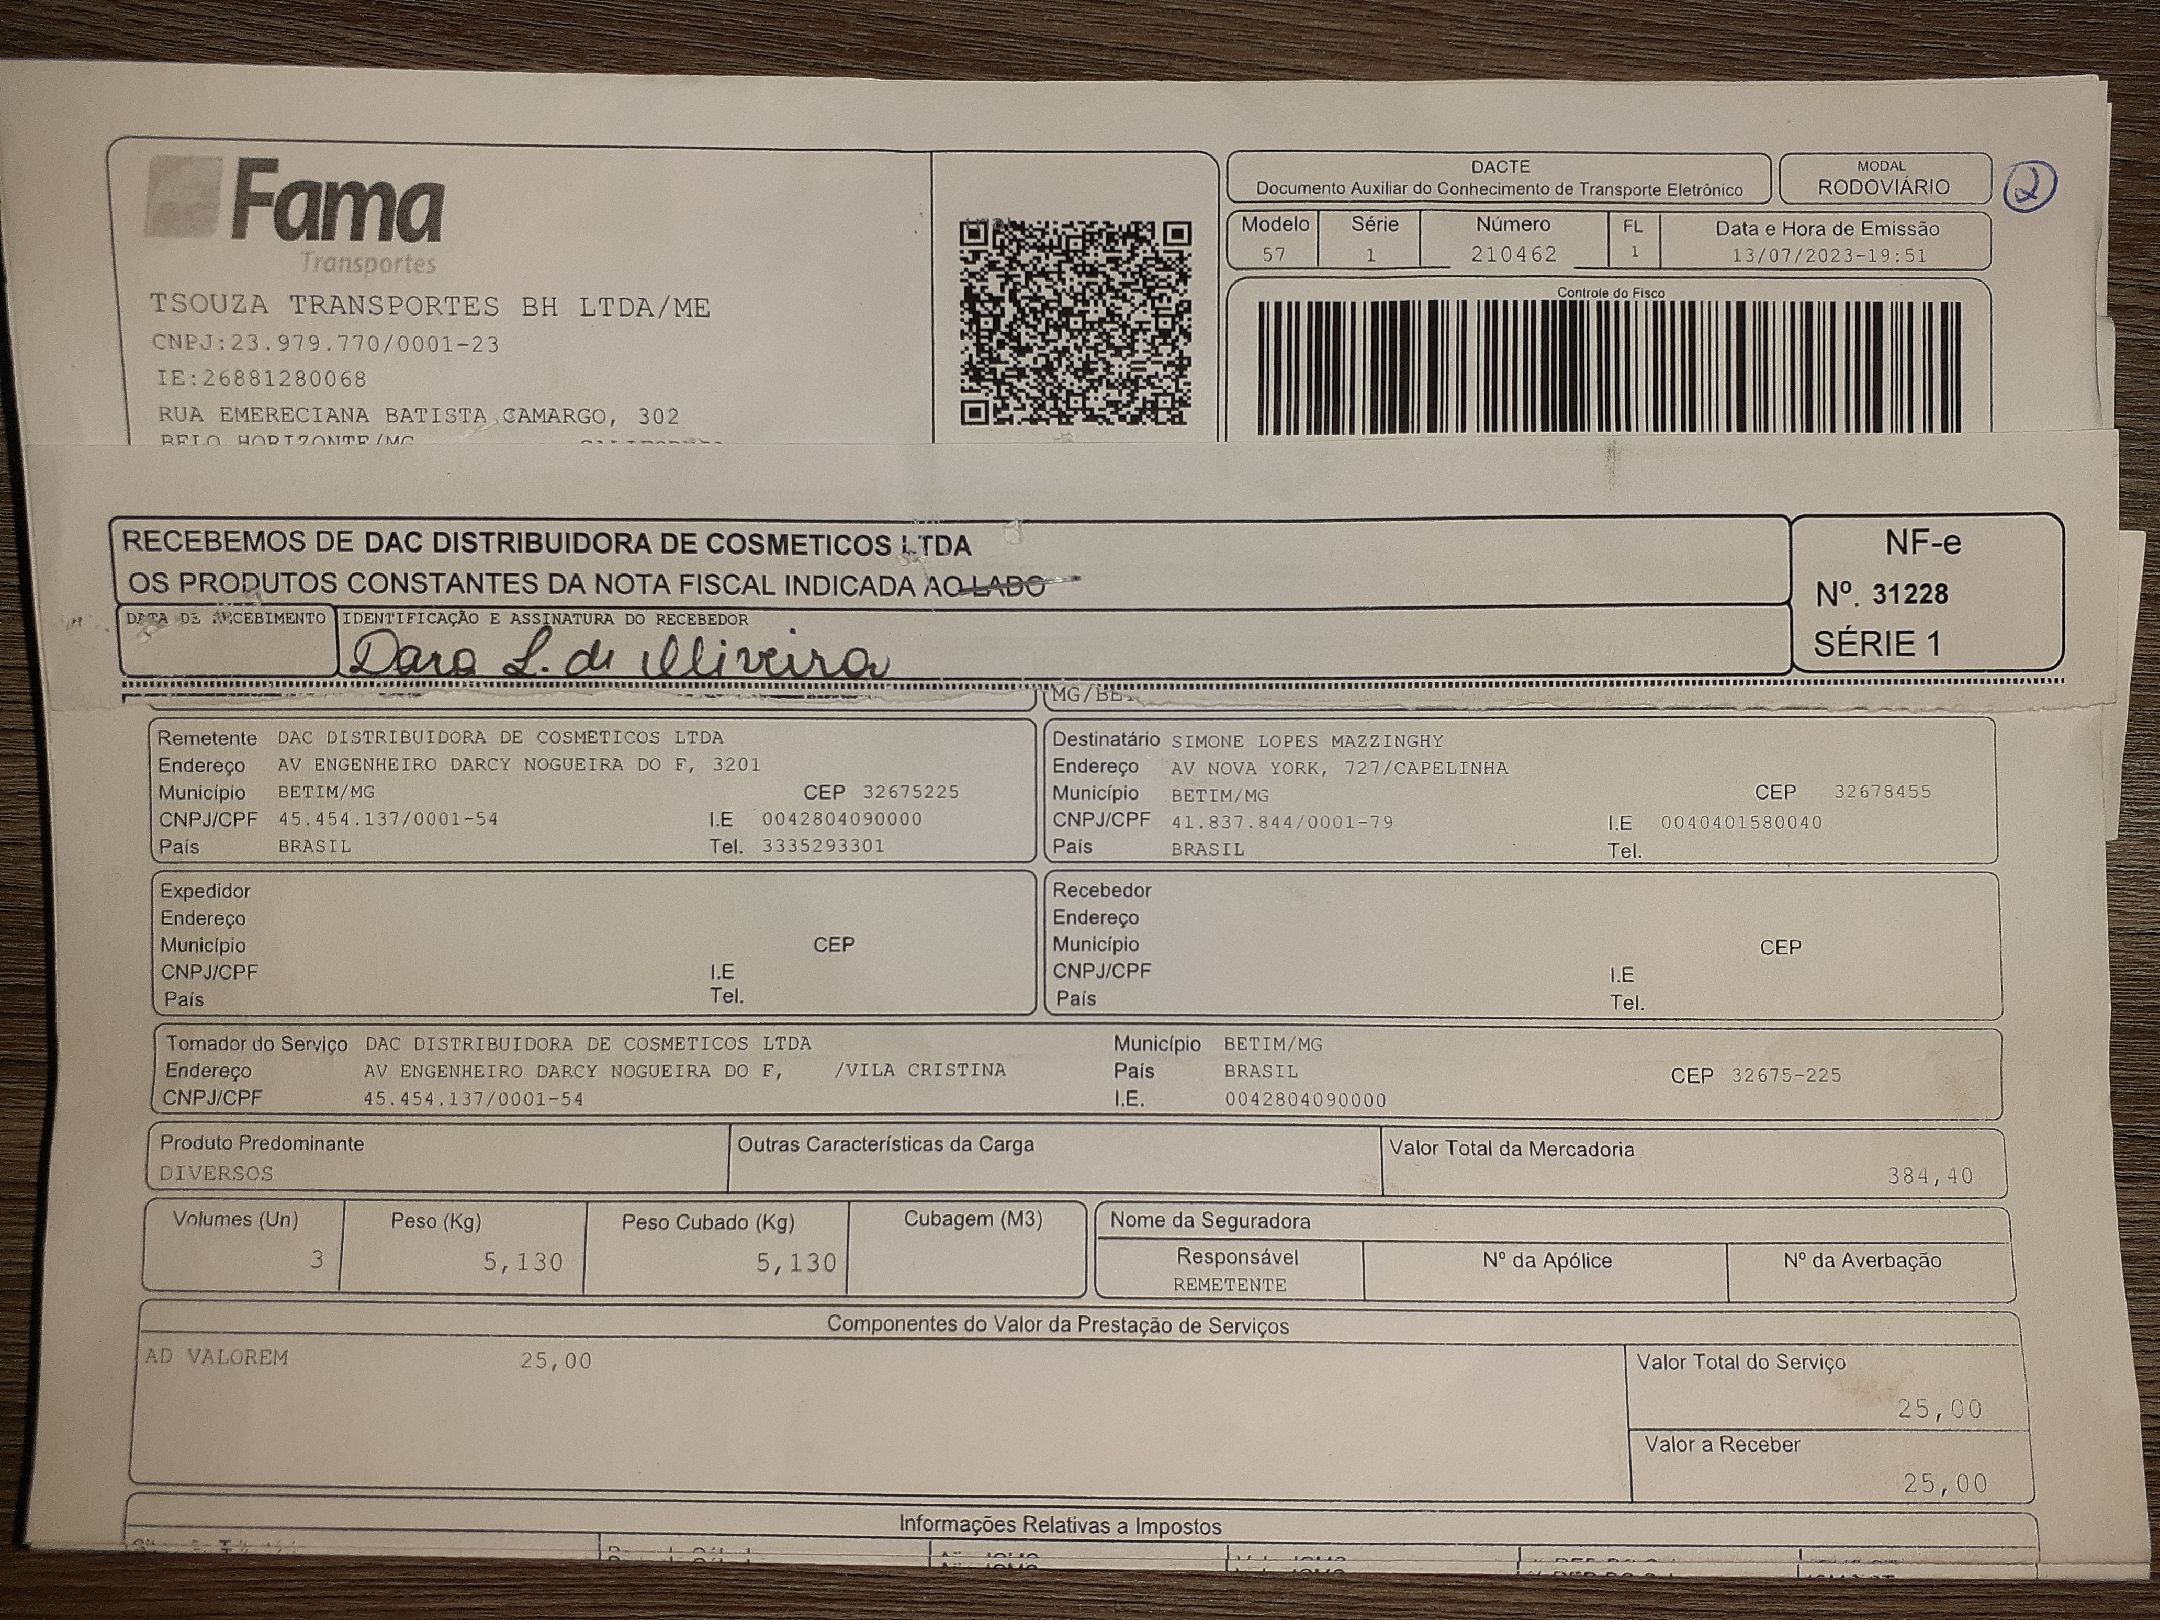 Fama
Transportes
TSOUZA TRANSPORTES BH LTDA/ME
CNPJ:23.979.770/0001-23
IE:26881280068
RUA EMERECIANA BATISTA CAMARGO, 302
BELO HORIZONTE/MG
DACTE
Documento Auxiliar do Conhecimento de Transporte Eletrônico
MODAL
RODOVIÁRIO
2
Modelo Série Número FL Data e Hora de Emissão
57 1 210462 1 13/07/2023-19:51
Controle do Fisco
RECEBEMOS DE DAC DISTRIBUIDORA DE COSMETICOS LTDA
OS PRODUTOS CONSTANTES DA NOTA FISCAL INDICADA AO LADO
DATA DE RECEBIMENTO IDENTIFICAÇÃO E ASSINATURA DO RECEBEDOR
Dara L. de Oliveira
NF-e
Nº. 31228
SÉRIE 1
Remetente DAC DISTRIBUIDORA DE COSMETICOS LTDA
Endereço AV ENGENHEIRO DARCY NOGUEIRA DO F, 3201
Município BETIM/MG CEP 32675225
CNPJ/CPF 45.454.137/0001-54 I.E 0042804090000
País BRASIL Tel. 3335293301
Destinatário SIMONE LOPES MAZZINGHY
Endereço AV NOVA YORK, 727/CAPELINHA
Município BETIM/MG CEP 32678455
CNPJ/CPF 41.837.844/0001-79 I.E 0040401580040
País BRASIL Tel.
Expedidor
Endereço
Município CEP
CNPJ/CPF I.E
País Tel.
Recebedor
Endereço
Município CEP
CNPJ/CPF I.E
País Tel.
Tomador do Serviço DAC DISTRIBUIDORA DE COSMETICOS LTDA Município BETIM/MG
Endereço AV ENGENHEIRO DARCY NOGUEIRA DO F, /VILA CRISTINA País BRASIL CEP 32675-225
CNPJ/CPF 45.454.137/0001-54 I.E. 0042804090000
Produto Predominante Outras Características da Carga Valor Total da Mercadoria
DIVERSOS 384,40
Volumes (Un) Peso (Kg) Peso Cubado (Kg) Cubagem (M3)
3 5,130 5,130
Nome da Seguradora
Responsável Nº da Apólice Nº da Averbação
REMETENTE
Componentes do Valor da Prestação de Serviços
AD VALOREM 25,00
Valor Total do Serviço
25,00
Valor a Receber
25,00
Informações Relativas a Impostos